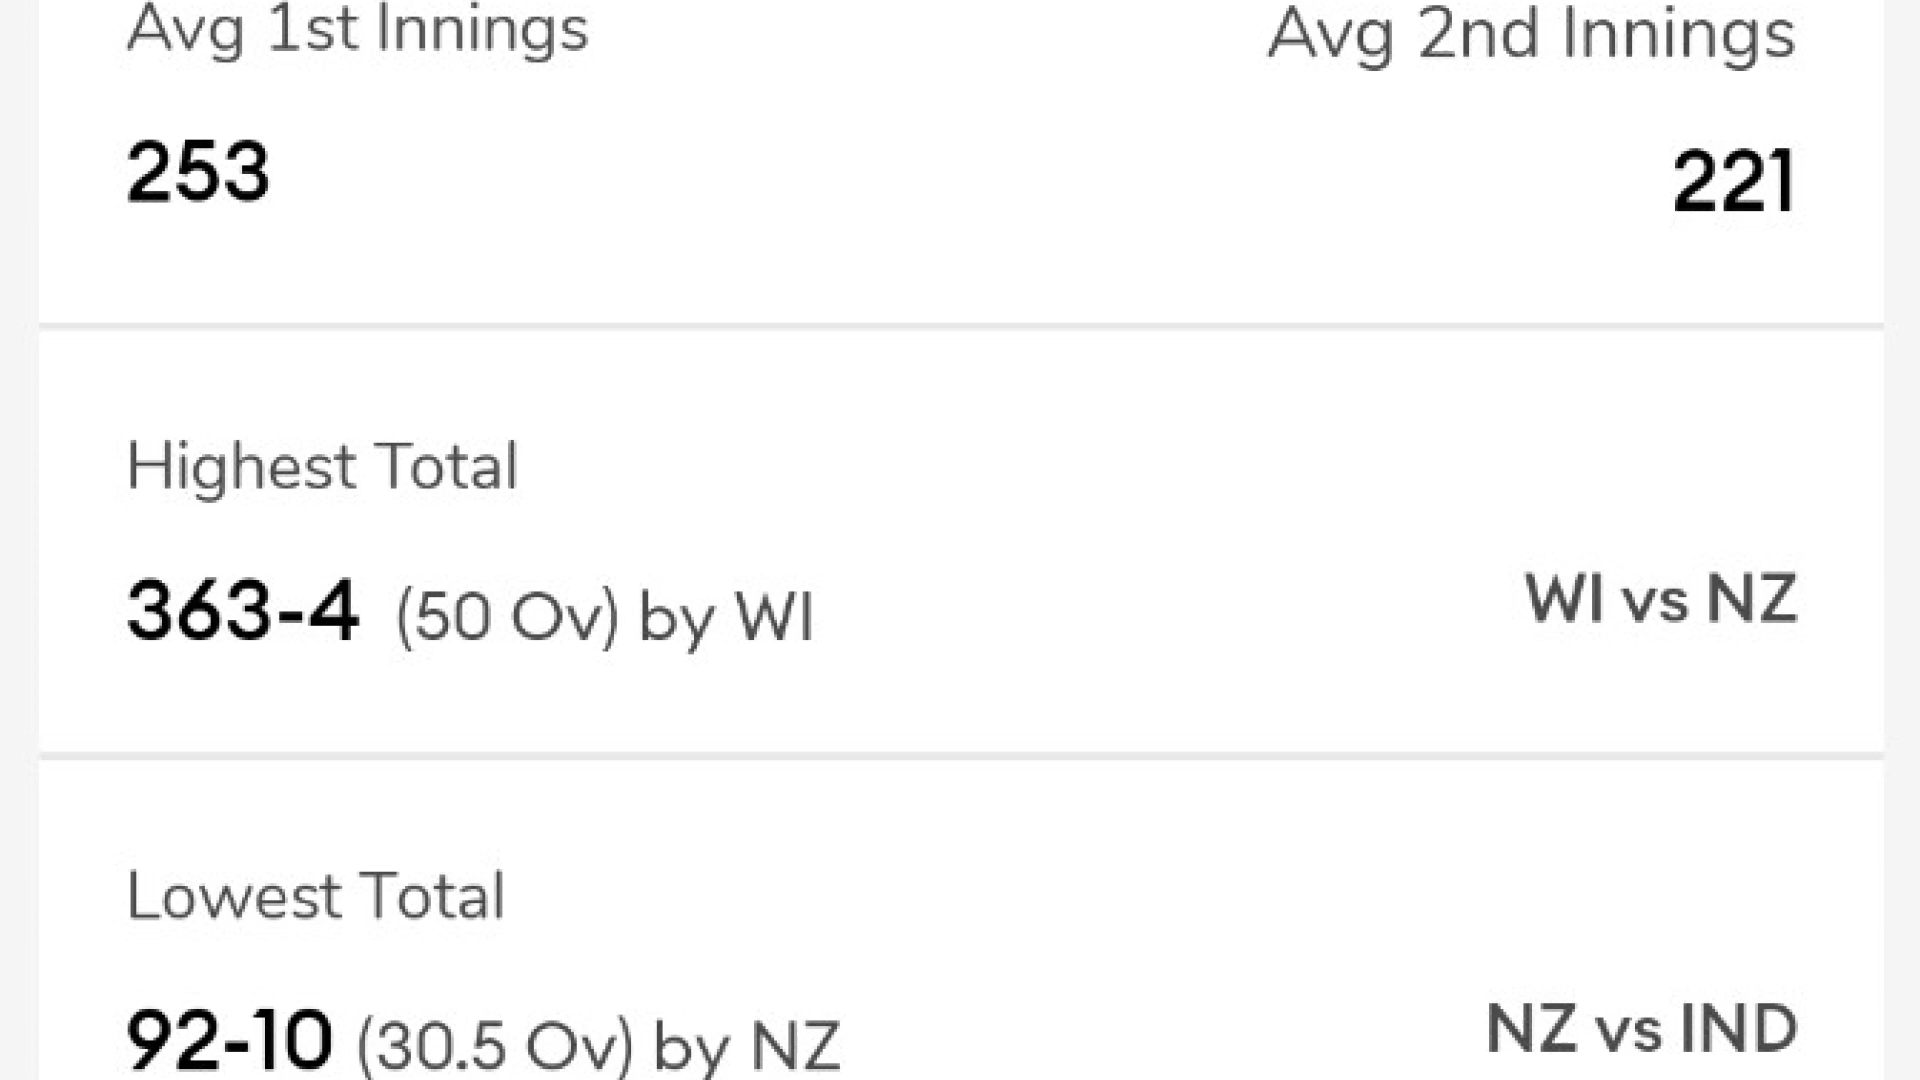 Avg 1st Innings Avg 2nd Innings
253 221
Highest Total
363-4 (50 Ov) by WI WI vs NZ
Lowest Total
92-10 (30.5 Ov) by NZ NZ vs IND